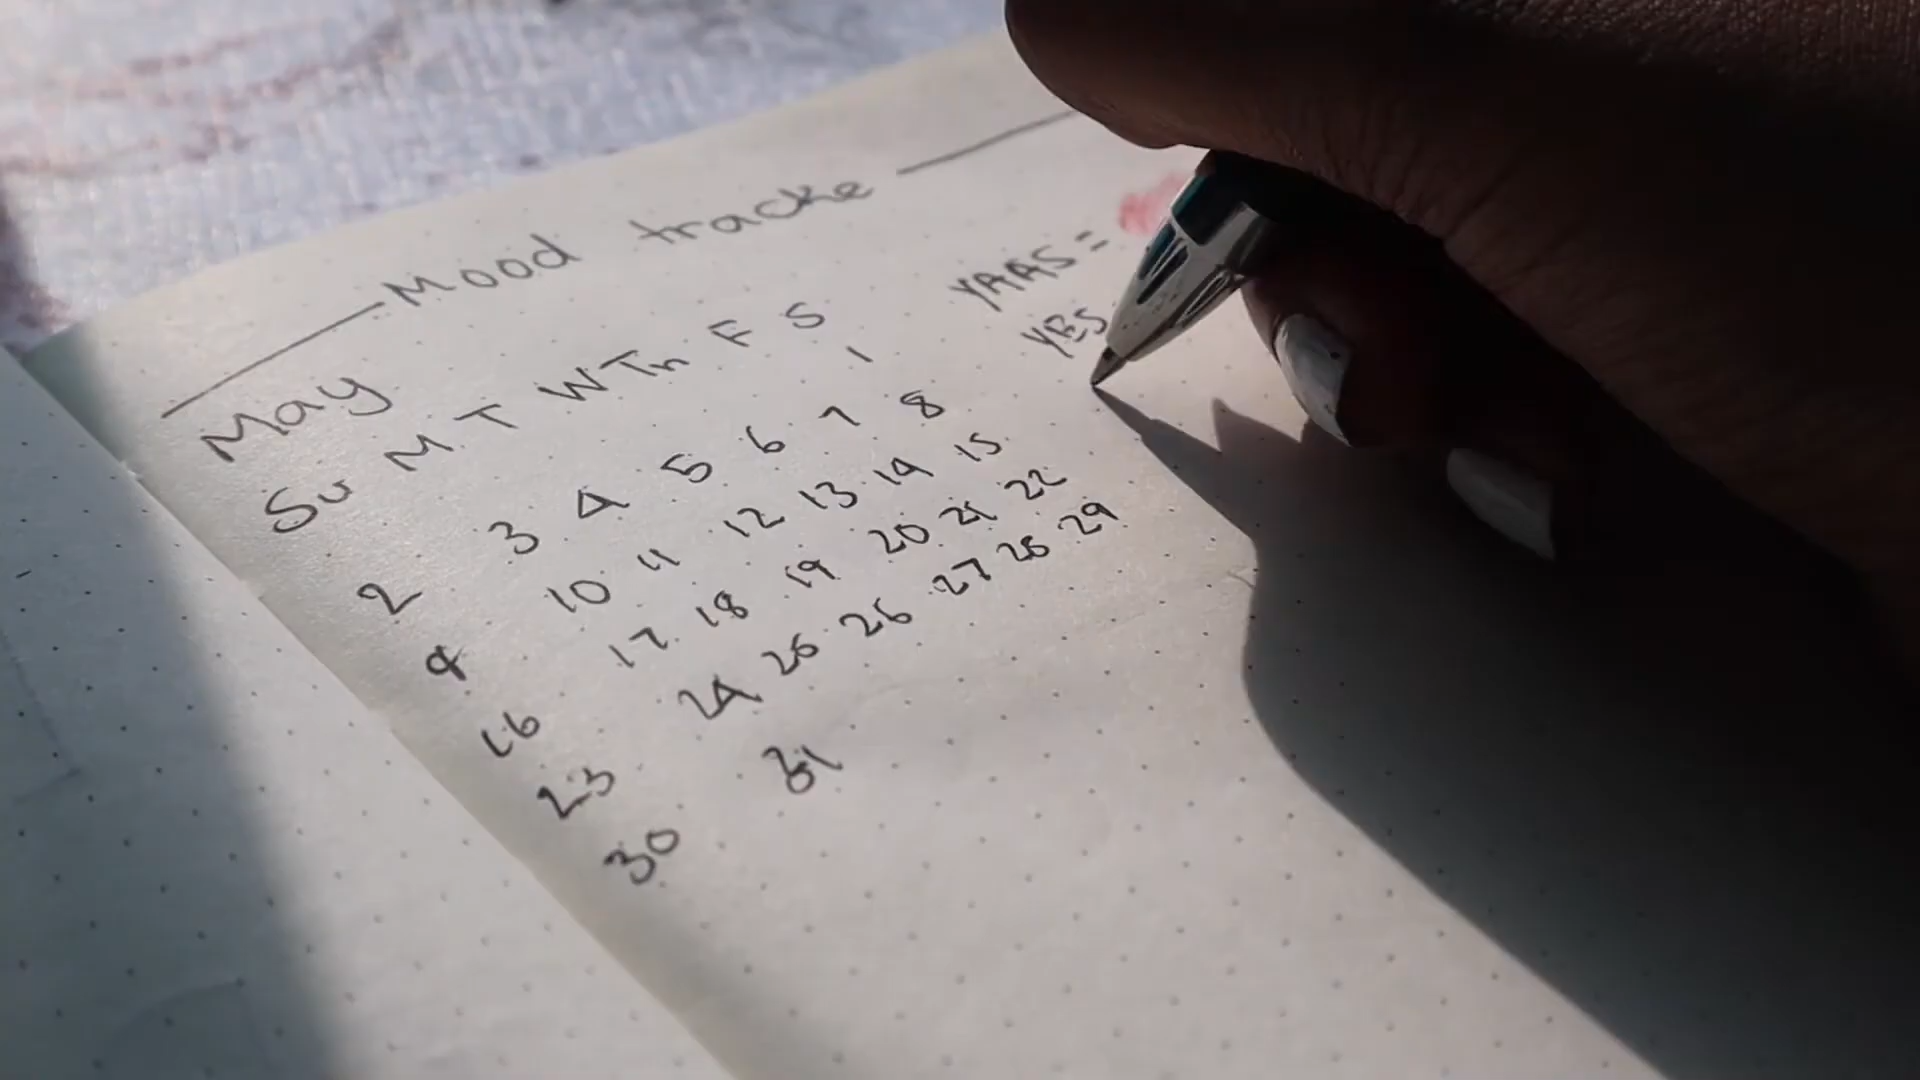 Mood tracke
May
Su M T W Th F S
1
2 3 4 5 6 7 8
9 10 11 12 13 14 15
16 17 18 19 20 21 22
23 24 25 26 27 28 29
30 31
YAAS =
YES